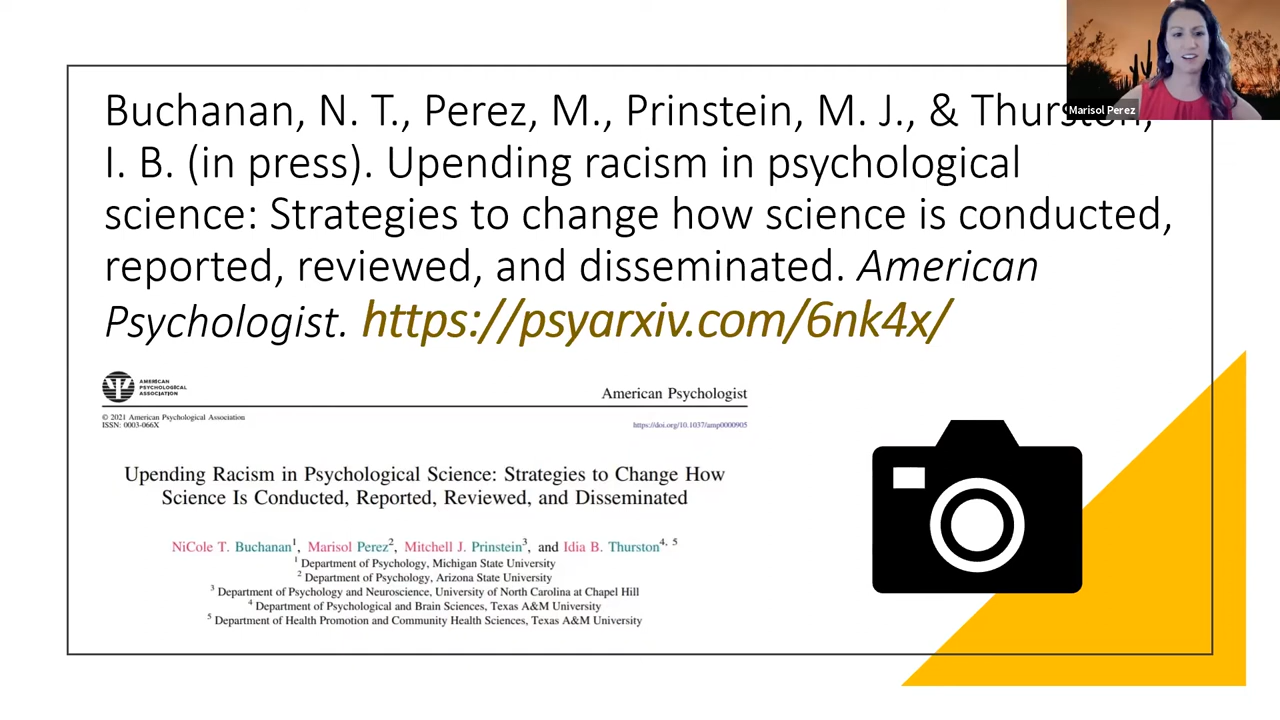 Buchanan, N. T., Perez, M., Prinstein, M. J., & Thurston,
I. B. (in press). Upending racism in psychological
science: Strategies to change how science is conducted,
reported, reviewed, and disseminated. American
Psychologist. https://psyarxiv.com/6nk4x/
Marisol Perez
AMERICAN
PSYCHOLOGICAL
ASSOCIATION
American Psychologist
© 2021 American Psychological Association
ISSN: 0003-066X
https://doi.org/10.1037/amp0000905
Upending Racism in Psychological Science: Strategies to Change How
Science Is Conducted, Reported, Reviewed, and Disseminated
NiCole T. Buchanan1, Marisol Perez2, Mitchell J. Prinstein3, and Idia B. Thurston4, 5
1 Department of Psychology, Michigan State University
2 Department of Psychology, Arizona State University
3 Department of Psychology and Neuroscience, University of North Carolina at Chapel Hill
4 Department of Psychological and Brain Sciences, Texas A&M University
5 Department of Health Promotion and Community Health Sciences, Texas A&M University